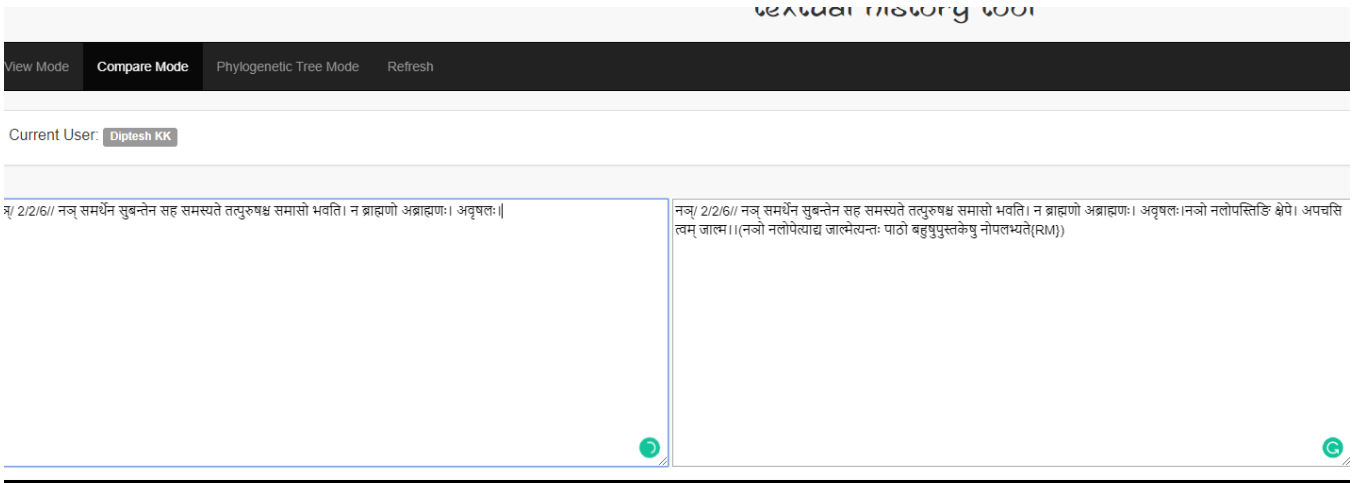 textual history tool
View Mode Compare Mode Phylogenetic Tree Mode Refresh
Current User: Diptesh KK
ञ्/ 2/2/6// नञ् समर्थेन सुबन्तेन सह समस्यते तत्पुरुषश्च समासो भवति। न ब्राह्मणो अब्राह्मणः। अवृषलः।
नञ्/ 2/2/6// नञ् समर्थेन सुबन्तेन सह समस्यते तत्पुरुषश्च समासो भवति। न ब्राह्मणो अब्राह्मणः। अवृषलः।नञो नलोपस्तिङि क्षेपे। अपचसि
त्वम् जाल्म।।(नञो नलोपेत्याद्य जाल्मेत्यन्तः पाठो बहुषुपुस्तकेषु नोपलभ्यते{RM})